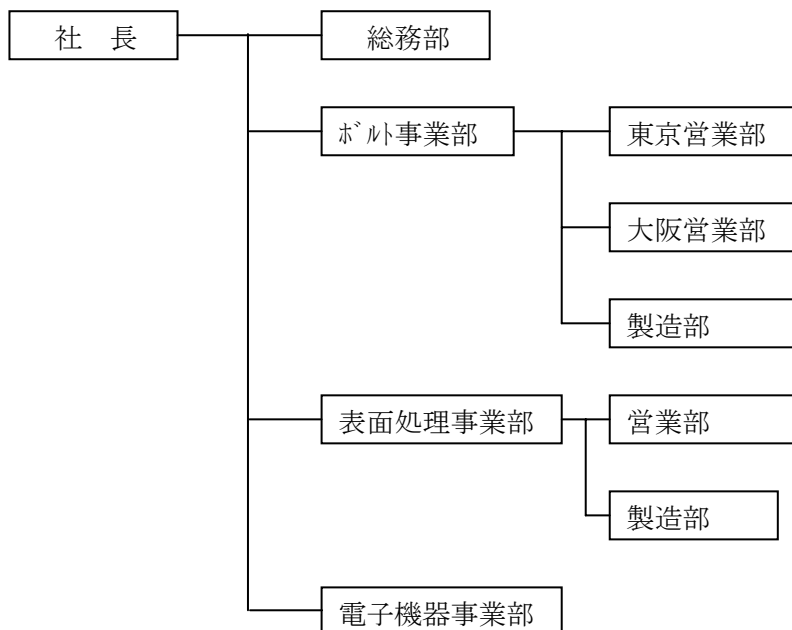 社 長
総務部
ﾎﾞﾙﾄ事業部
東京営業部
大阪営業部
製造部
表面処理事業部
営業部
製造部
電子機器事業部